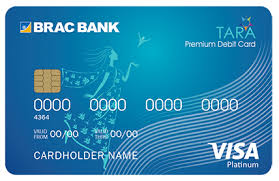 BRAC BANK
TARA
Premium Debit Card
0000 0000 0000 0000
4364
VALID FROM 00/00 VALID THRU 00/00
CARDHOLDER NAME
VISA
Platinum